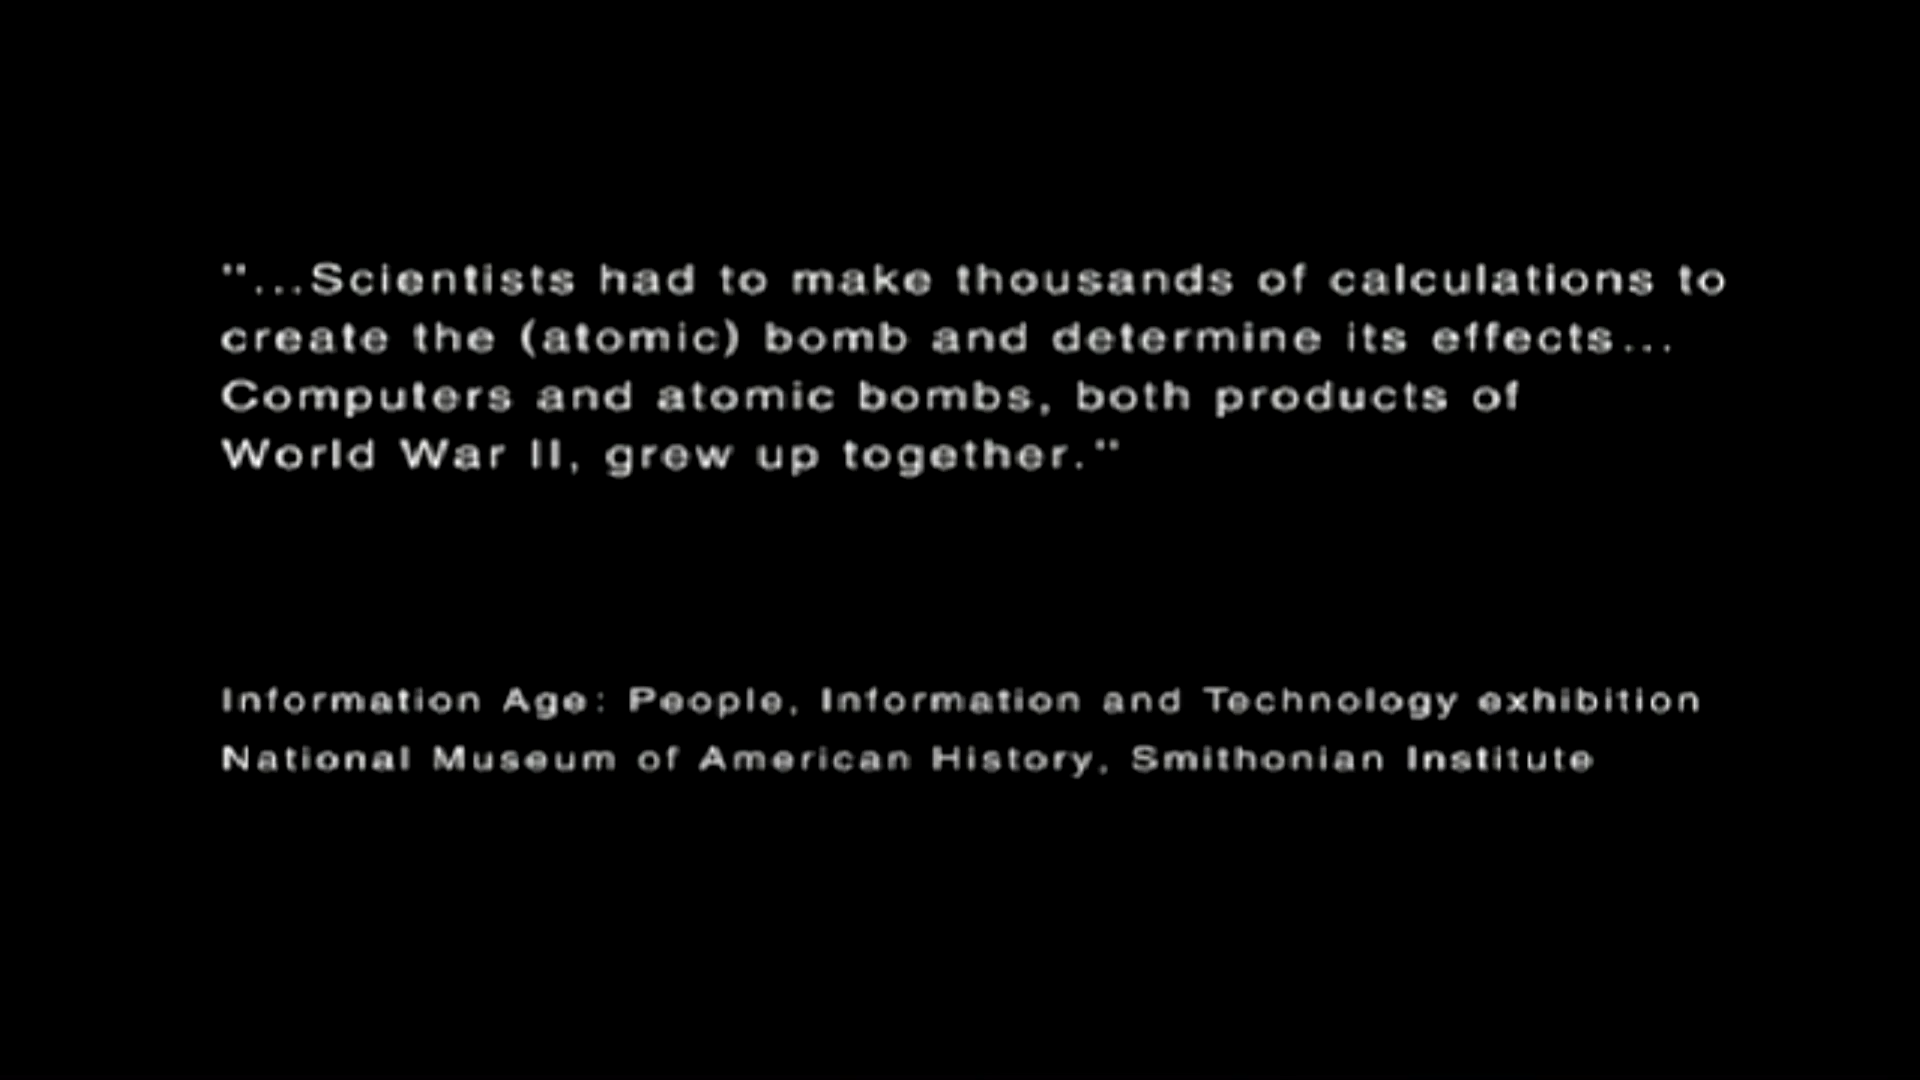 "...Scientists had to make thousands of calculations to
create the (atomic) bomb and determine its effects...
Computers and atomic bombs, both products of
World War II, grew up together."
Information Age: People, Information and Technology exhibition
National Museum of American History, Smithonian Institute